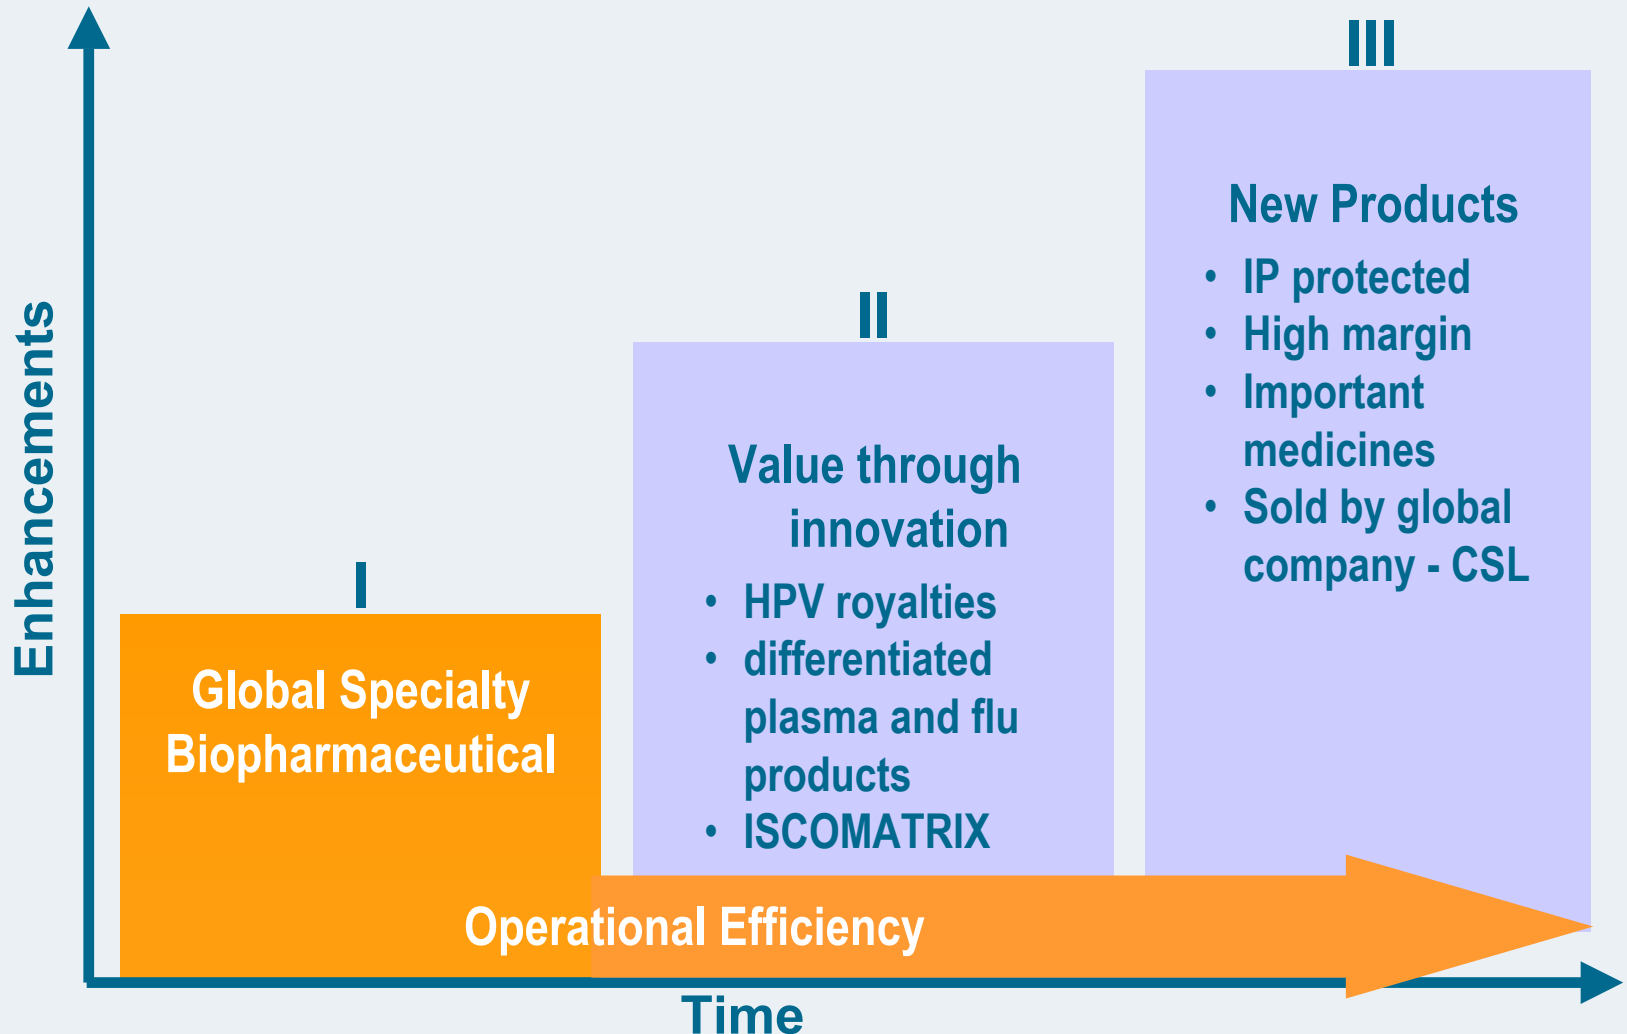 Enhancements
I
Global Specialty
Biopharmaceutical
II
Value through
innovation
• HPV royalties
• differentiated
plasma and flu
products
• ISCOMATRIX
III
New Products
• IP protected
• High margin
• Important
medicines
• Sold by global
company - CSL
Operational Efficiency
Time